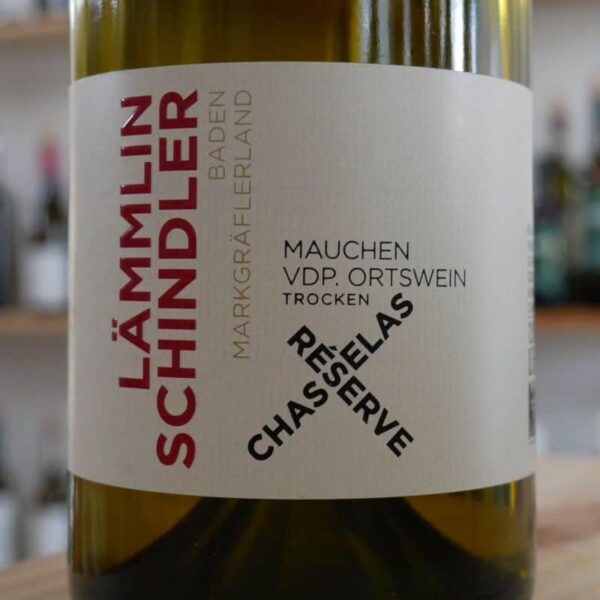 LÄMMLIN
SCHINDLER
BADEN
MARKGRÄFLERLAND
MAUCHEN
VDP. ORTSWEIN
TROCKEN
CHASSELAS
RÉSERVE